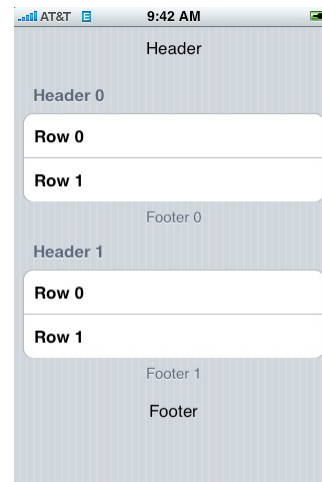 AT&T E 9:42 AM
Header
Header 0
Row 0
Row 1
Footer 0
Header 1
Row 0
Row 1
Footer 1
Footer